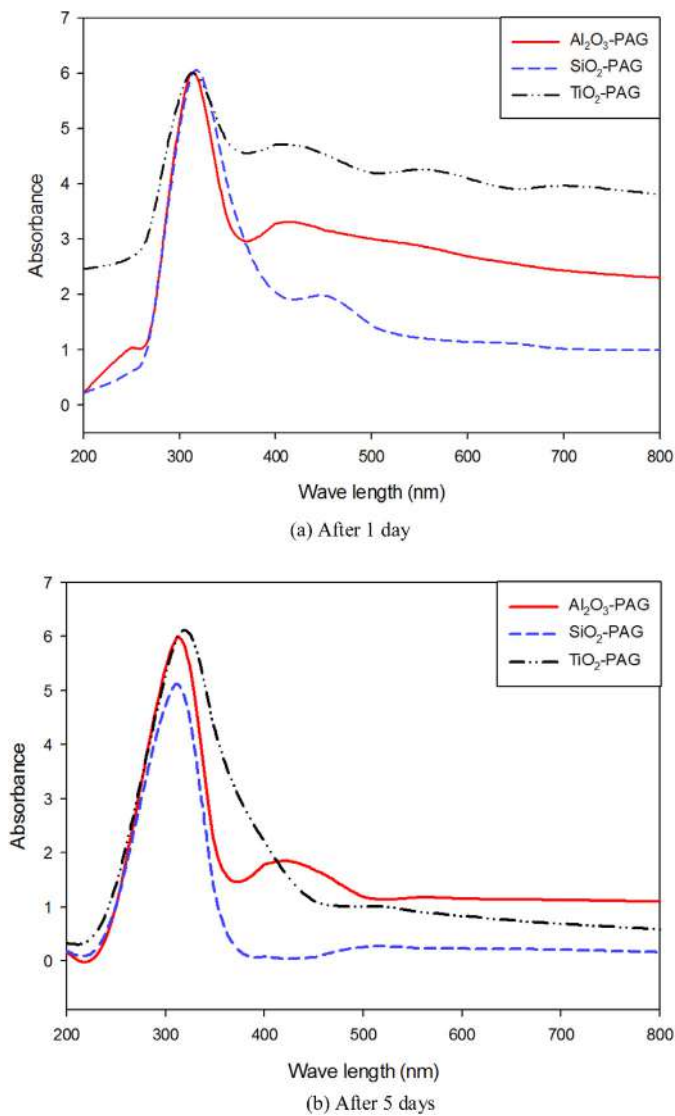 7
6
5
4
3
2
1
0
Absorbance
Al₂O₃-PAG
SiO₂-PAG
TiO₂-PAG
200 300 400 500 600 700 800
Wave length (nm)
(a) After 1 day
7
6
5
4
3
2
1
0
Absorbance
Al₂O₃-PAG
SiO₂-PAG
TiO₂-PAG
200 300 400 500 600 700 800
Wave length (nm)
(b) After 5 days